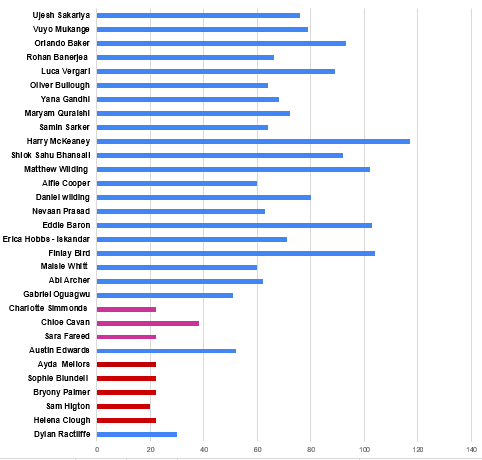 Ujesh Sakariya
Vuyo Mukange
Orlando Baker
Rohan Banerjea
Luca Vergari
Oliver Bullough
Yana Gandhi
Maryam Quraishi
Samin Sarker
Harry McKeaney
Shlok Sahu Bhansali
Matthew Wilding
Alfie Cooper
Daniel wilding
Nevaan Prasad
Eddie Baron
Erica Hobbs - Iskandar
Finlay Bird
Maisie Whitt
Abi Archer
Gabriel Oguagwu
Charlotte Simmonds
Chloe Cavan
Sara Fareed
Austin Edwards
Ayda Mellors
Sophie Blundell
Bryony Palmer
Sam Higton
Helena Clough
Dylan Ractliffe
0 20 40 60 80 100 120 140